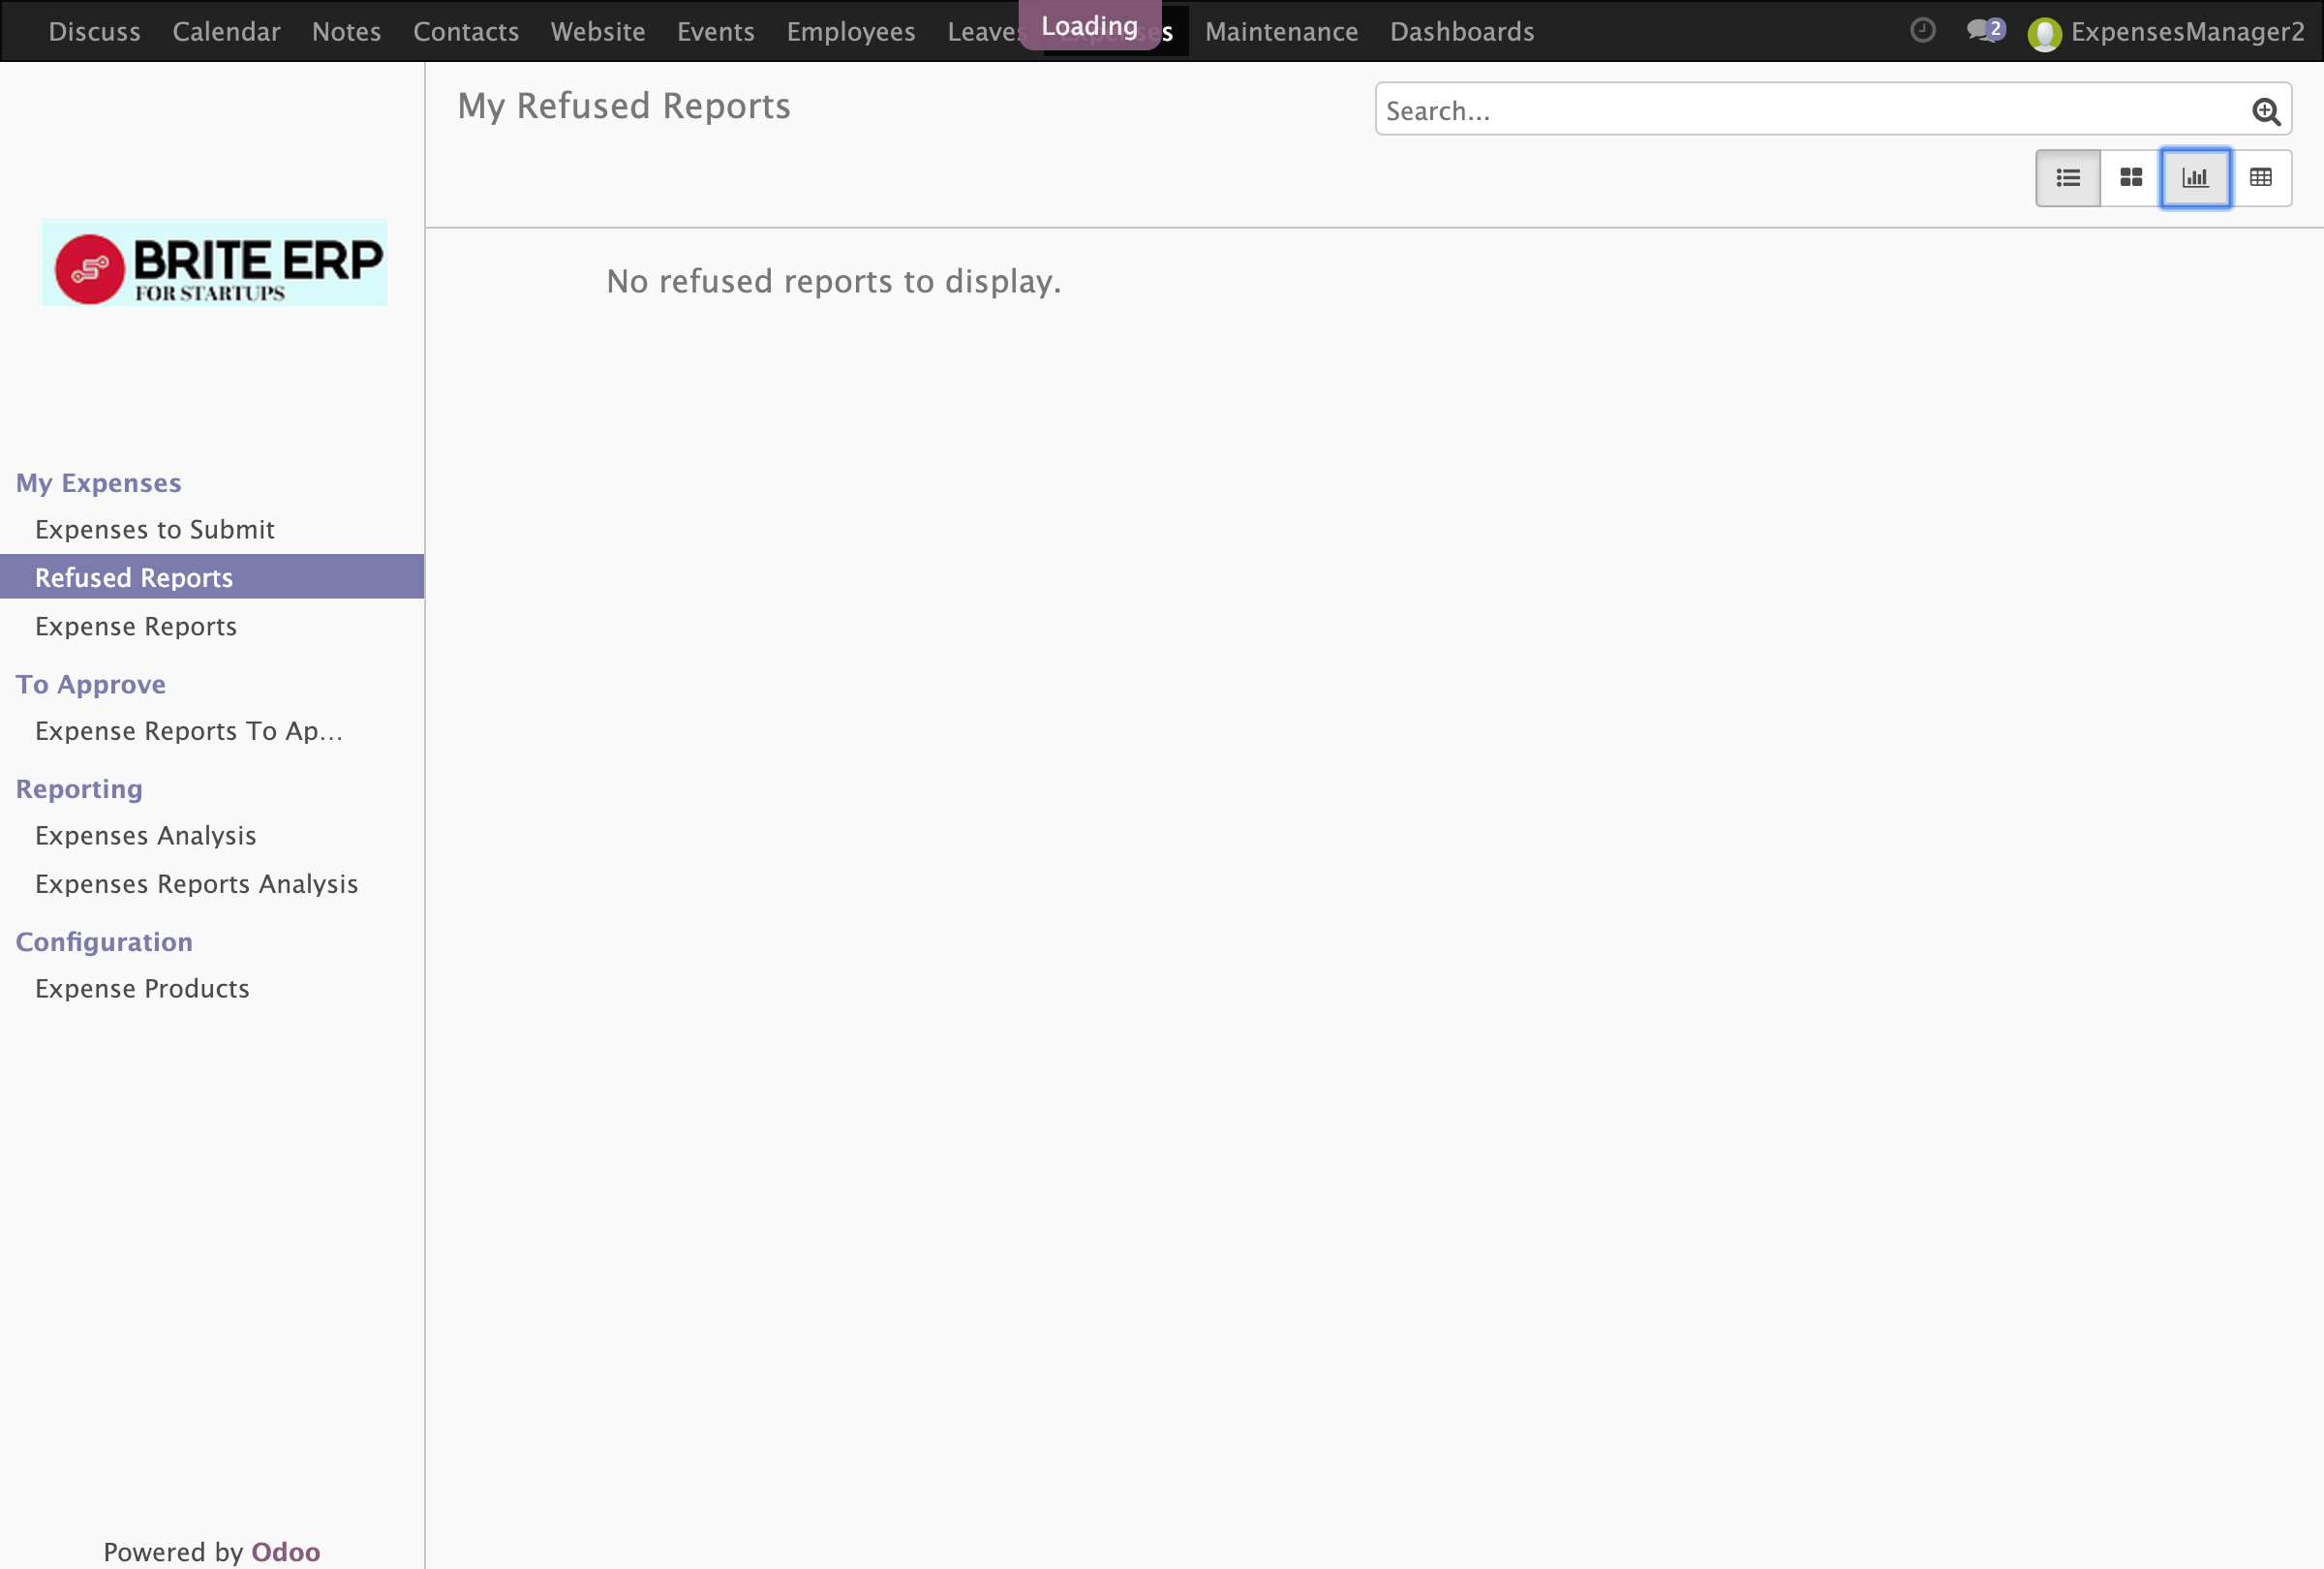 Discuss Calendar Notes Contacts Website Events Employees Leaves Loading Maintenance Dashboards 2 ExpensesManager2
My Refused Reports
Search...
BRITE ERP
FOR STARTUPS
No refused reports to display.
My Expenses
Expenses to Submit
Refused Reports
Expense Reports
To Approve
Expense Reports To Ap...
Reporting
Expenses Analysis
Expenses Reports Analysis
Configuration
Expense Products
Powered by Odoo